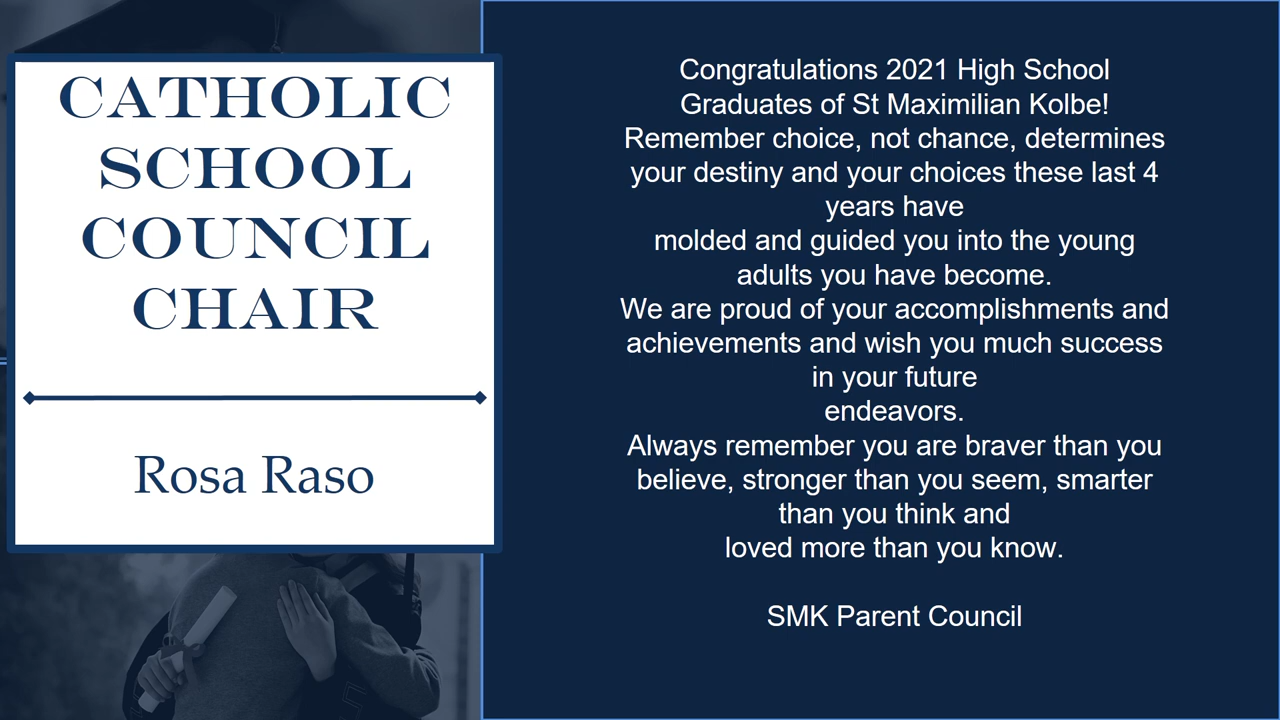 CATHOLIC
SCHOOL
COUNCIL
CHAIR
Rosa Raso
Congratulations 2021 High School
Graduates of St Maximilian Kolbe!
Remember choice, not chance, determines
your destiny and your choices these last 4
years have
molded and guided you into the young
adults you have become.
We are proud of your accomplishments and
achievements and wish you much success
in your future
endeavors.
Always remember you are braver than you
believe, stronger than you seem, smarter
than you think and
loved more than you know.
SMK Parent Council